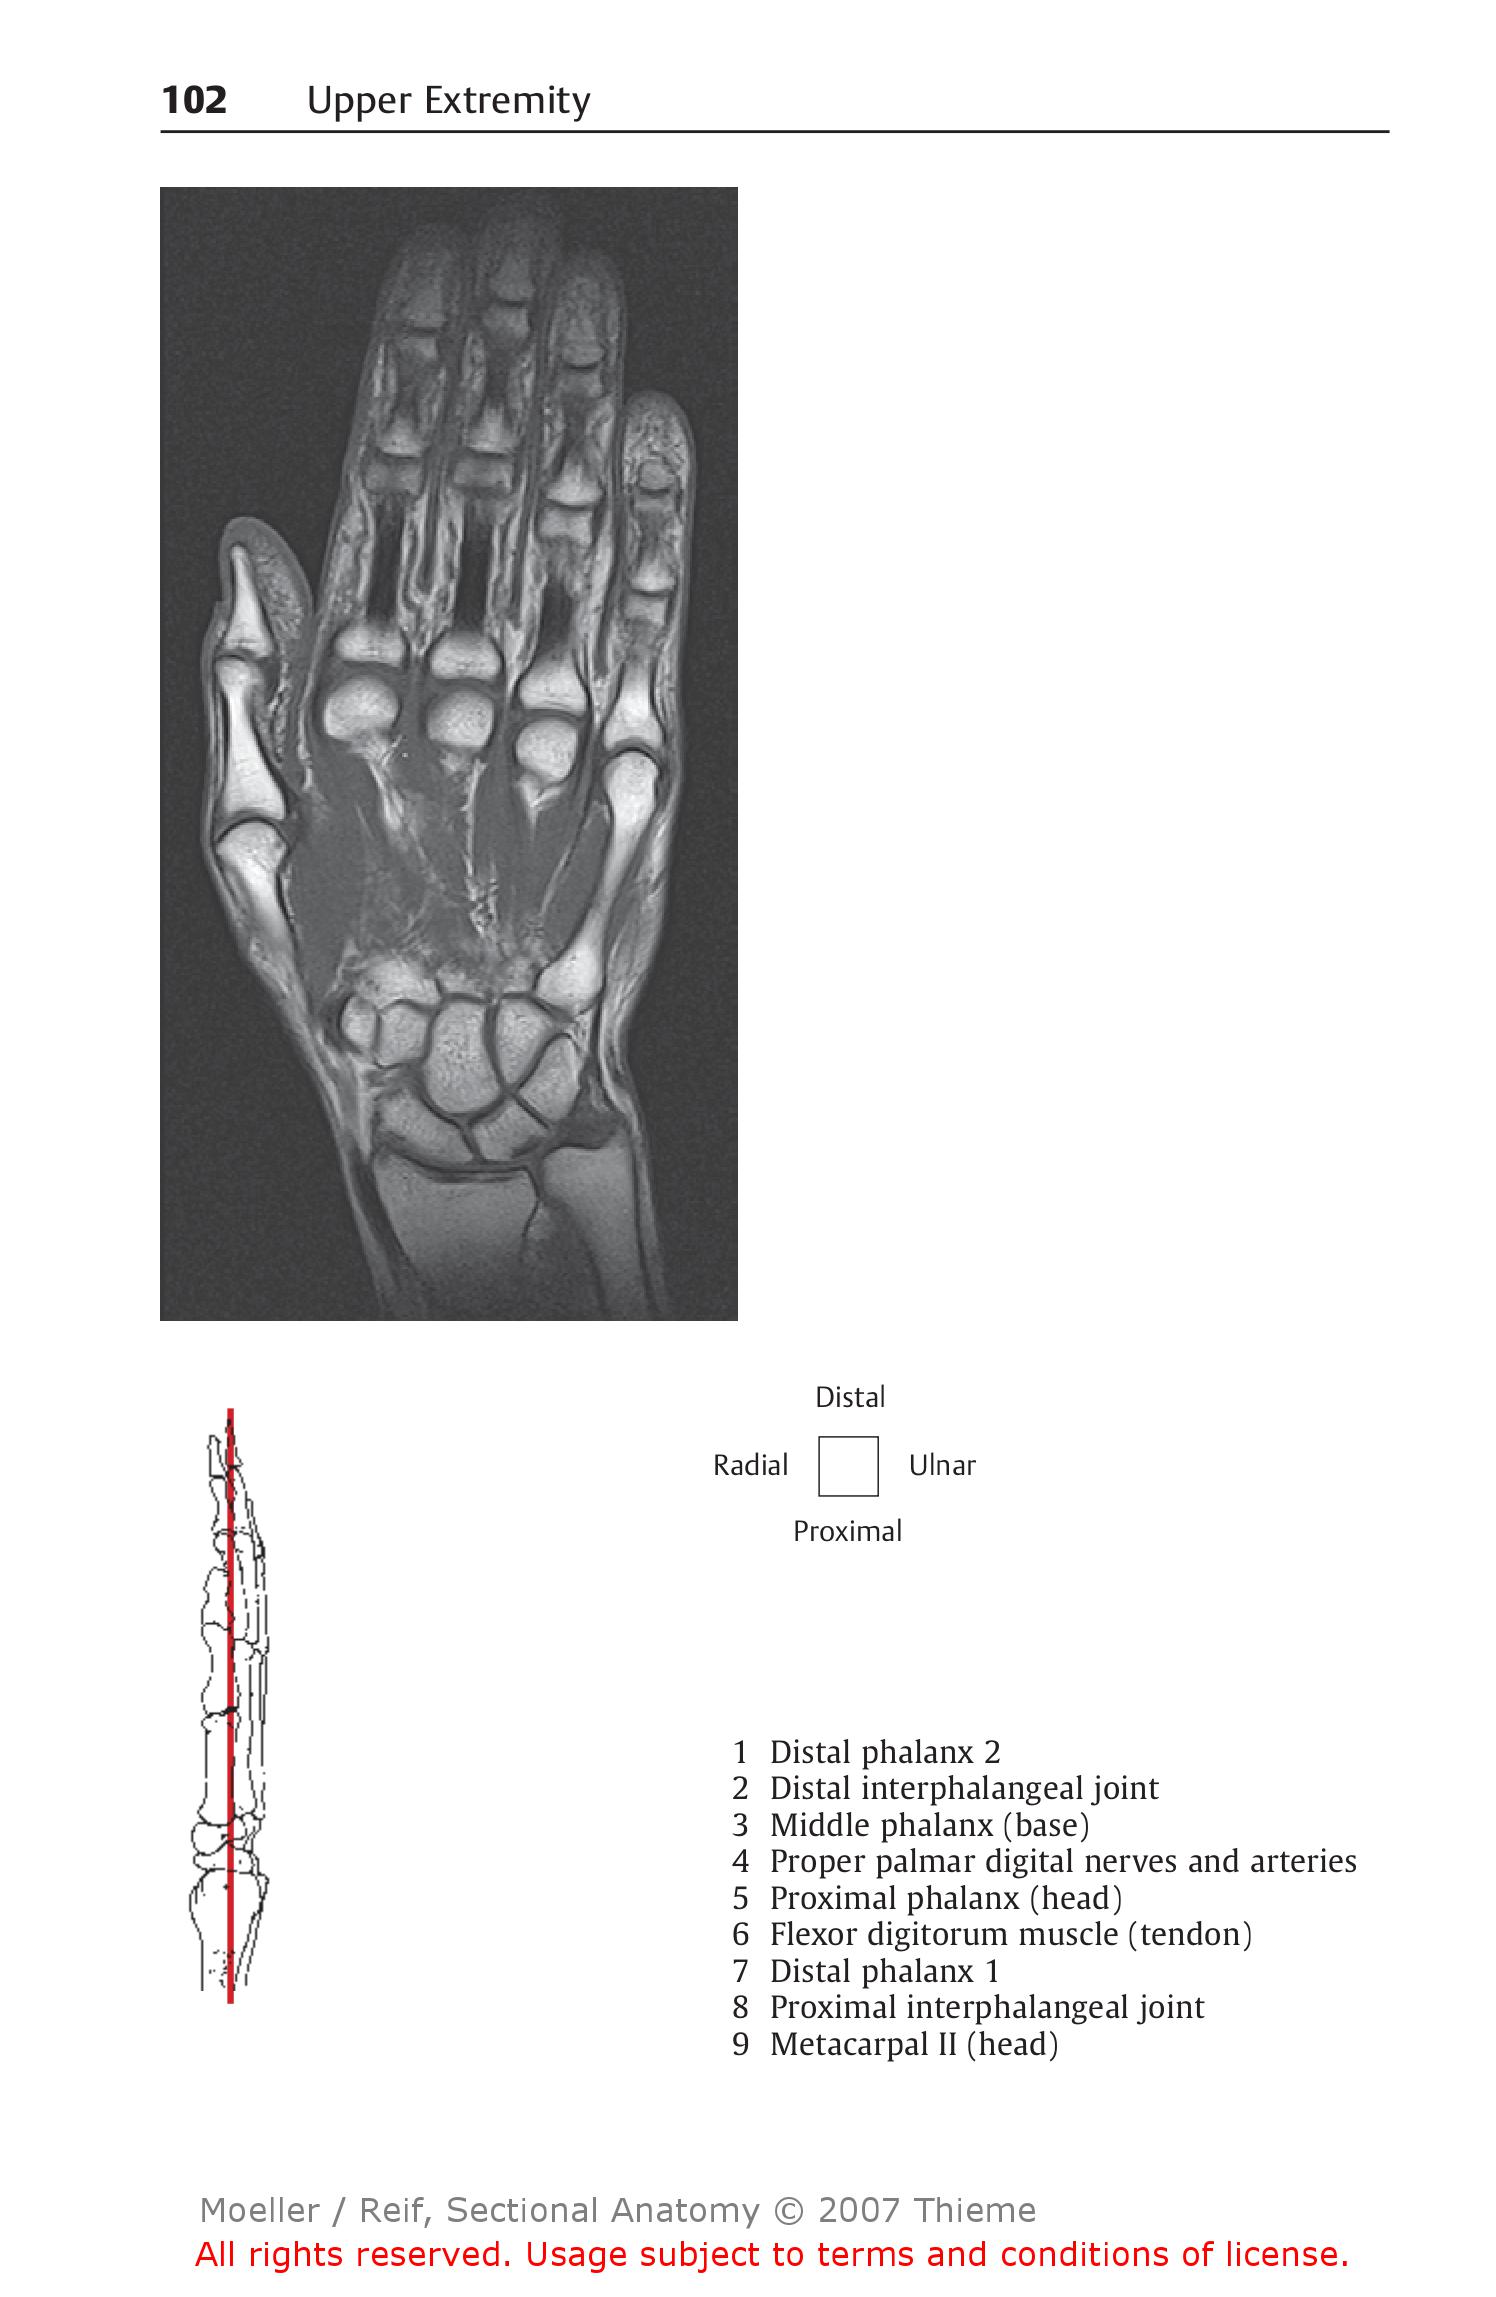 102 Upper Extremity
Distal
Radial Ulnar
Proximal
1 Distal phalanx 2
2 Distal interphalangeal joint
3 Middle phalanx (base)
4 Proper palmar digital nerves and arteries
5 Proximal phalanx (head)
6 Flexor digitorum muscle (tendon)
7 Distal phalanx 1
8 Proximal interphalangeal joint
9 Metacarpal II (head)
Moeller / Reif, Sectional Anatomy © 2007 Thieme
All rights reserved. Usage subject to terms and conditions of license.